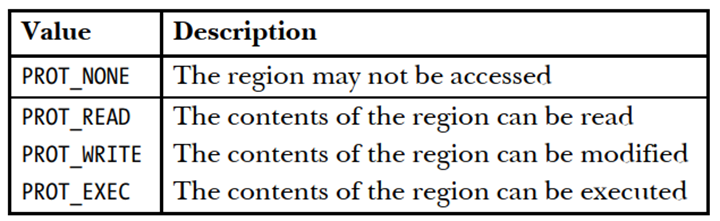 Value Description
PROT_NONE The region may not be accessed
PROT_READ The contents of the region can be read
PROT_WRITE The contents of the region can be modified
PROT_EXEC The contents of the region can be executed